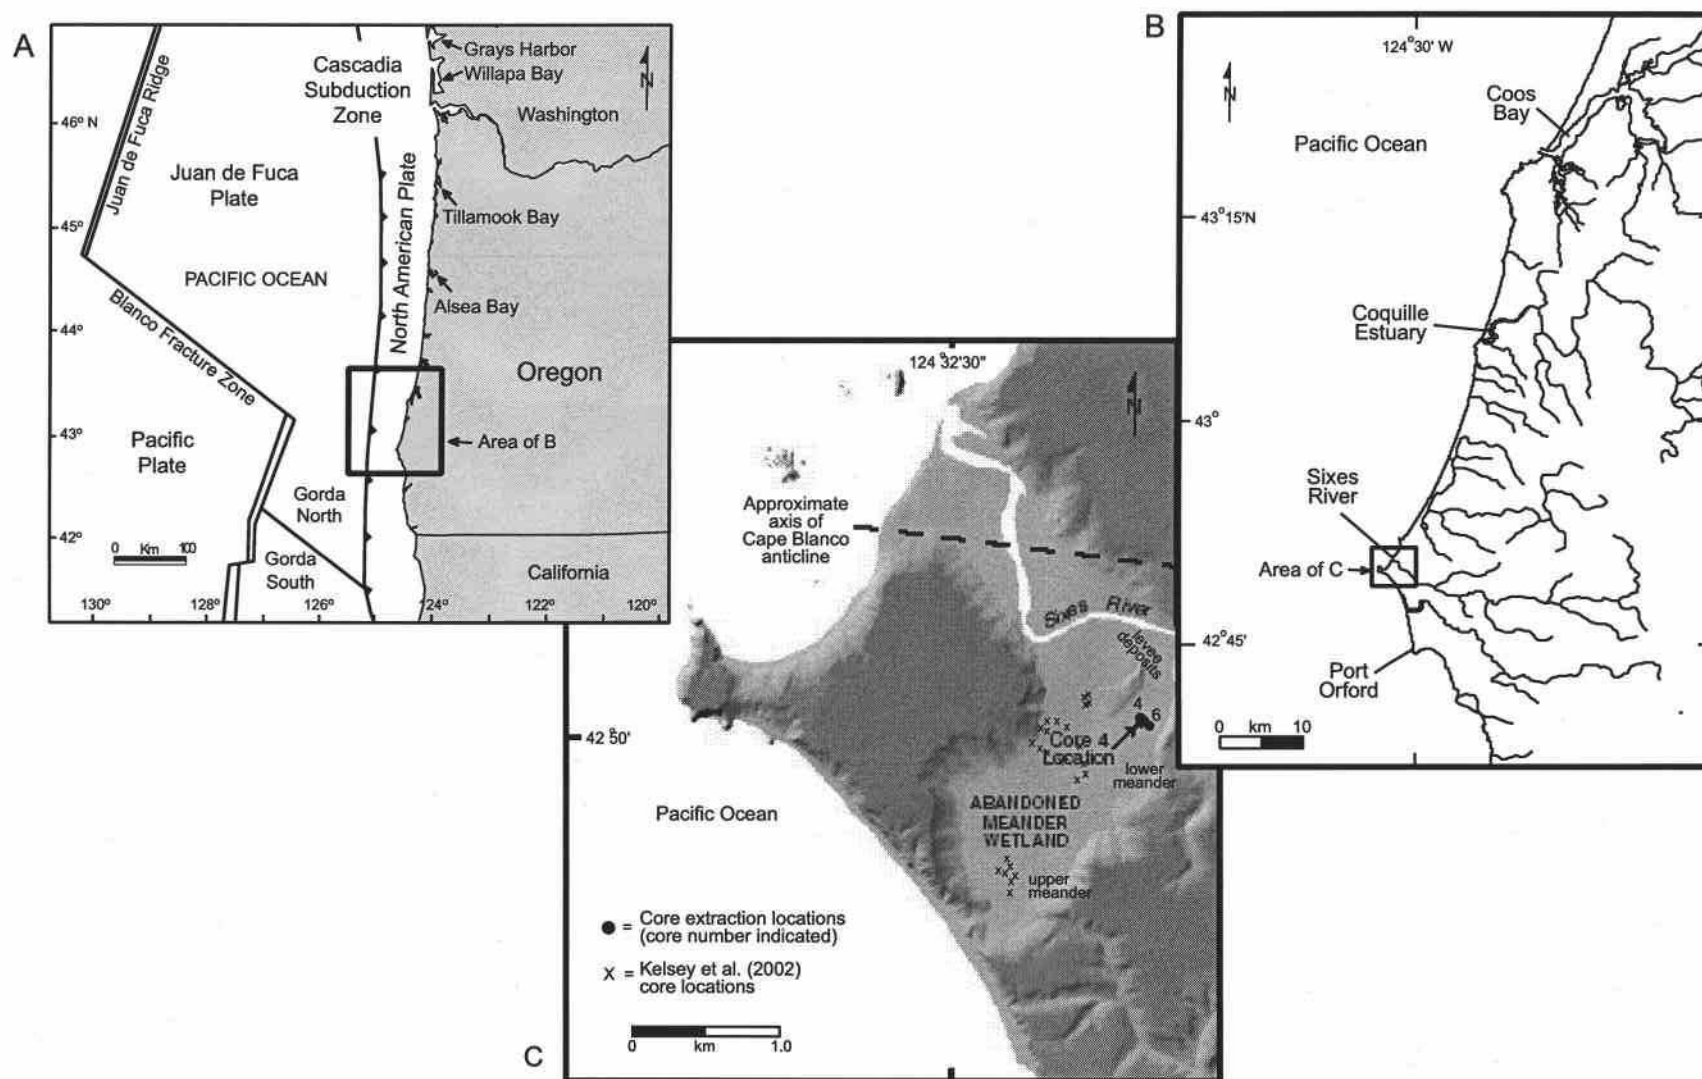 A
Grays Harbor
Willapa Bay
Cascadia
Subduction
Zone
N
Washington
46° N
Juan de Fuca Ridge
Juan de Fuca
Plate
North American Plate
Tillamook Bay
45°
PACIFIC OCEAN
Alsea Bay
Blanco Fracture Zone
44°
Oregon
Pacific
Plate
43°
Area of B
Gorda
North
42°
0 Km 100
Gorda
South
California
130° 128° 126° 124° 122° 120°
B
124°30' W
N
Coos
Bay
Pacific Ocean
43°15'N
Coquille
Estuary
43°
Sixes
River
Area of C
42°45'
Port
Orford
0 km 10
124°32'30"
N
Approximate
axis of
Cape Blanco
anticline
Sixes River
levee
deposits
4
6
Core 4
Location
42°50'
lower
meander
ABANDONED
MEANDER
WETLAND
Pacific Ocean
upper
meander
● = Core extraction locations
(core number indicated)
x = Kelsey et al. (2002)
core locations
0 km 1.0
C